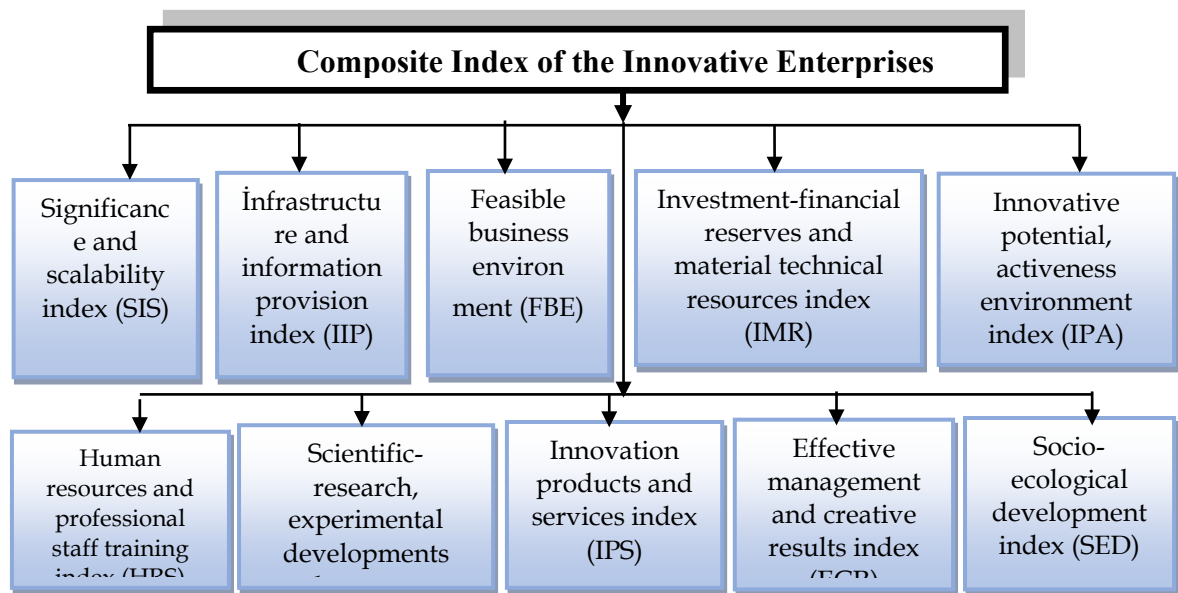 Composite Index of the Innovative Enterprises
Significanc
e and
scalability
index (SIS)
İnfrastructu
re and
information
provision
index (IIP)
Feasible
business
environ
ment (FBE)
Investment-financial
reserves and
material technical
resources index
(IMR)
Innovative
potential,
activeness
environment
index (IPA)
Human
resources and
professional
staff training
index (HRS)
Scientific-
research,
experimental
developments
Innovation
products and
services index
(IPS)
Effective
management
and creative
results index
Socio-
ecological
development
index (SED)